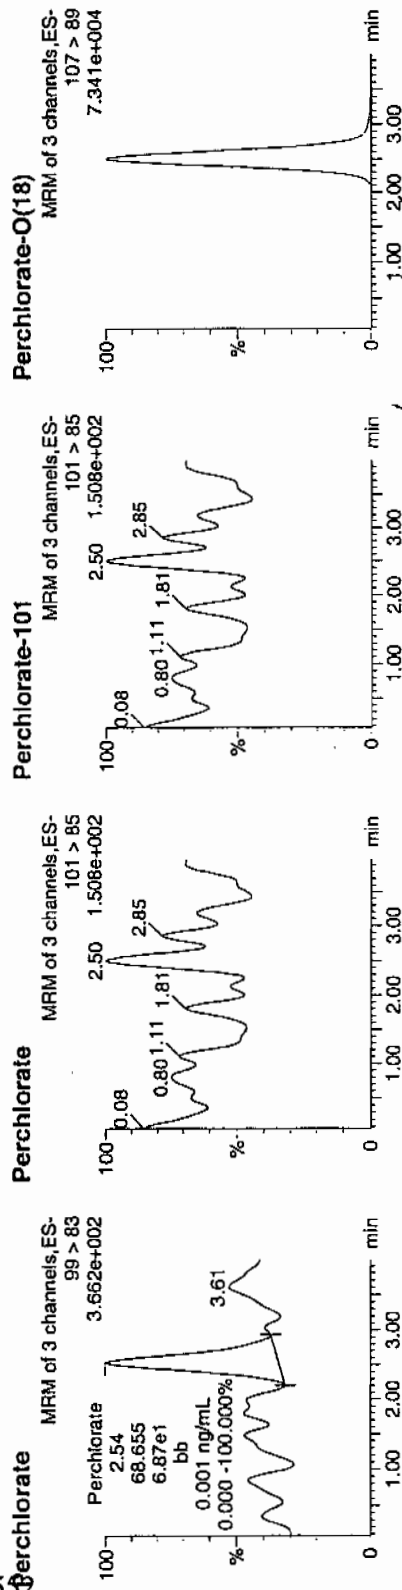 Perchlorate
MRM of 3 channels,ES-
99 > 83
3.662e+002
Perchlorate
2.54
68.655
6.87e1
bb
0.001 ng/mL
0.000 -100.000%
3.61
100
%
0
1.00
2.00
3.00
min
Perchlorate
MRM of 3 channels,ES-
101 > 85
1.508e+002
2.50
2.85
0.08
0.80
1.11
1.81
100
%
0
1.00
2.00
3.00
min
Perchlorate-101
MRM of 3 channels,ES-
101 > 85
1.508e+002
2.50
2.85
0.08
0.80
1.11
1.81
100
%
0
1.00
2.00
3.00
min
Perchlorate-O(18)
MRM of 3 channels,ES-
107 > 89
7.341e+004
100
%
0
1.00
2.00
3.00
min